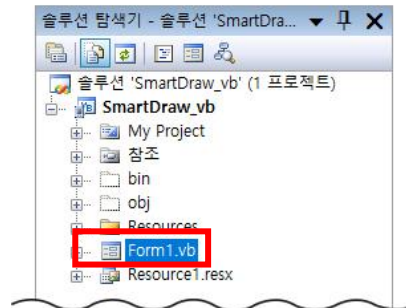 솔루션 탐색기 - 솔루션 'SmartDra...
솔루션 'SmartDraw_vb' (1 프로젝트)
SmartDraw_vb
My Project
참조
bin
obj
Resources
Form1.vb
Resource1.resx